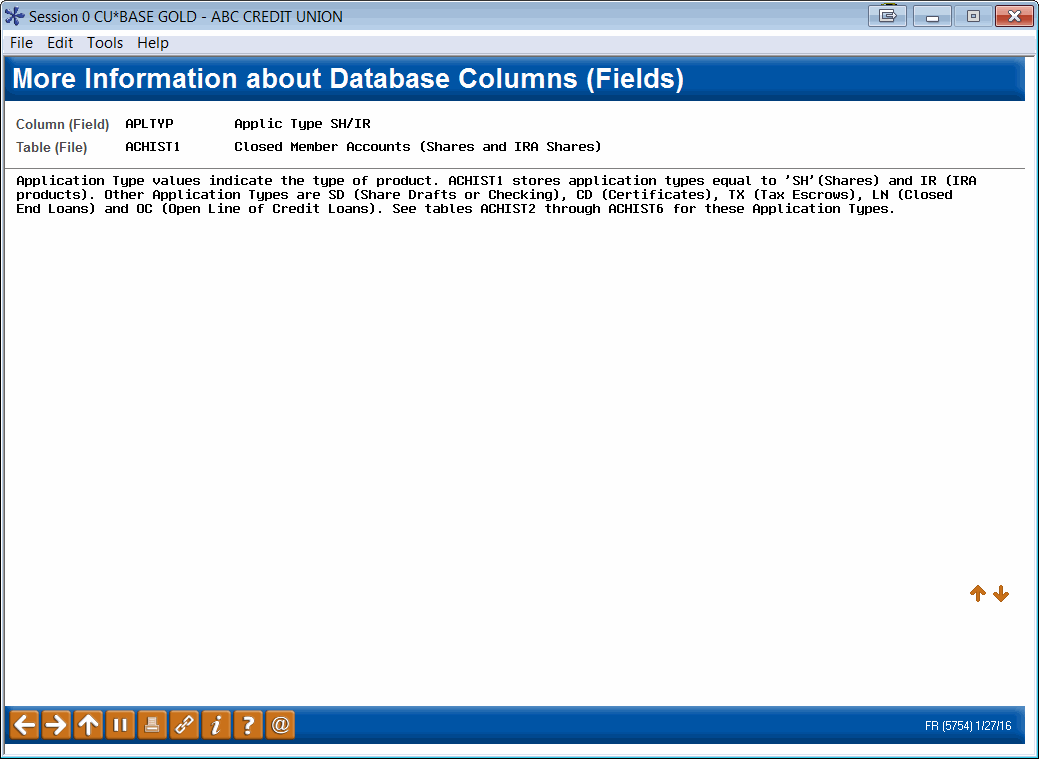 Session 0 CU*BASE GOLD - ABC CREDIT UNION
File Edit Tools Help
More Information about Database Columns (Fields)
Column (Field) APLTYP Applic Type SH/IR
Table (File) ACHIST1 Closed Member Accounts (Shares and IRA Shares)
Application Type values indicate the type of product. ACHIST1 stores application types equal to 'SH'(Shares) and IR (IRA
products). Other Application Types are SD (Share Drafts or Checking), CD (Certificates), TX (Tax Escrows), LN (Closed
End Loans) and OC (Open Line of Credit Loans). See tables ACHIST2 through ACHIST6 for these Application Types.
i ? @
FR (5754) 1/27/16